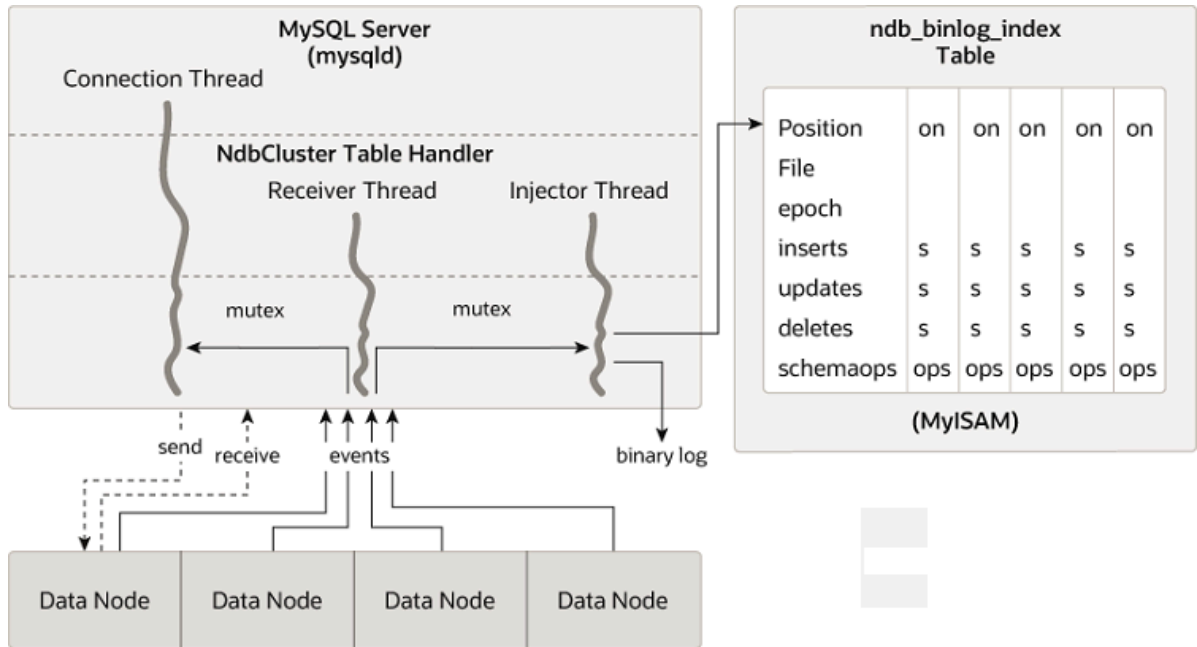 MySQL Server
(mysqld)
Connection Thread
NdbCluster Table Handler
Receiver Thread Injector Thread
mutex mutex
send
receive
events
binary log
Data Node Data Node Data Node Data Node
ndb_binlog_index
Table
Position on on on on on
File
epoch
inserts s s s s s
updates s s s s s
deletes s s s s s
schemaops ops ops ops ops ops
(MyISAM)